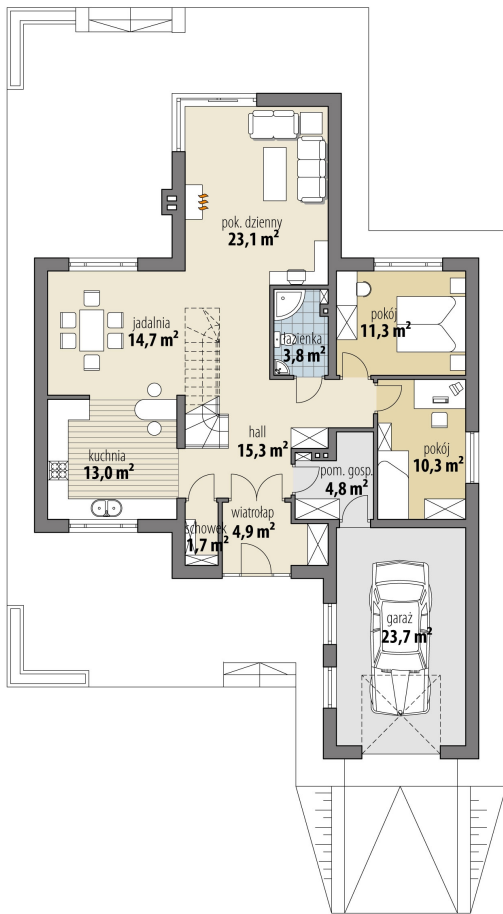 pok. dzienny
23,1 m²
jadalnia
14,7 m²
łazienka
3,8 m²
pokój
11,3 m²
hall
15,3 m²
pokój
10,3 m²
kuchnia
13,0 m²
pom. gosp.
4,8 m²
schowek
1,7 m²
wiatrołap
4,9 m²
garaż
23,7 m²